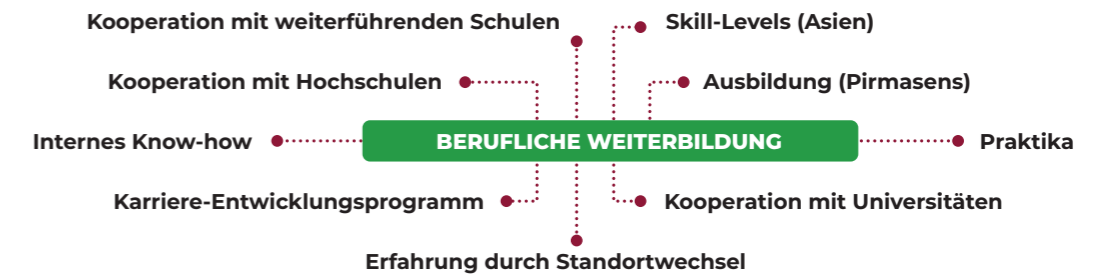 Kooperation mit weiterführenden Schulen
Skill-Levels (Asien)
Kooperation mit Hochschulen
Ausbildung (Pirmasens)
Internes Know-how
BERUFLICHE WEITERBILDUNG
Praktika
Karriere-Entwicklungsprogramm
Kooperation mit Universitäten
Erfahrung durch Standortwechsel